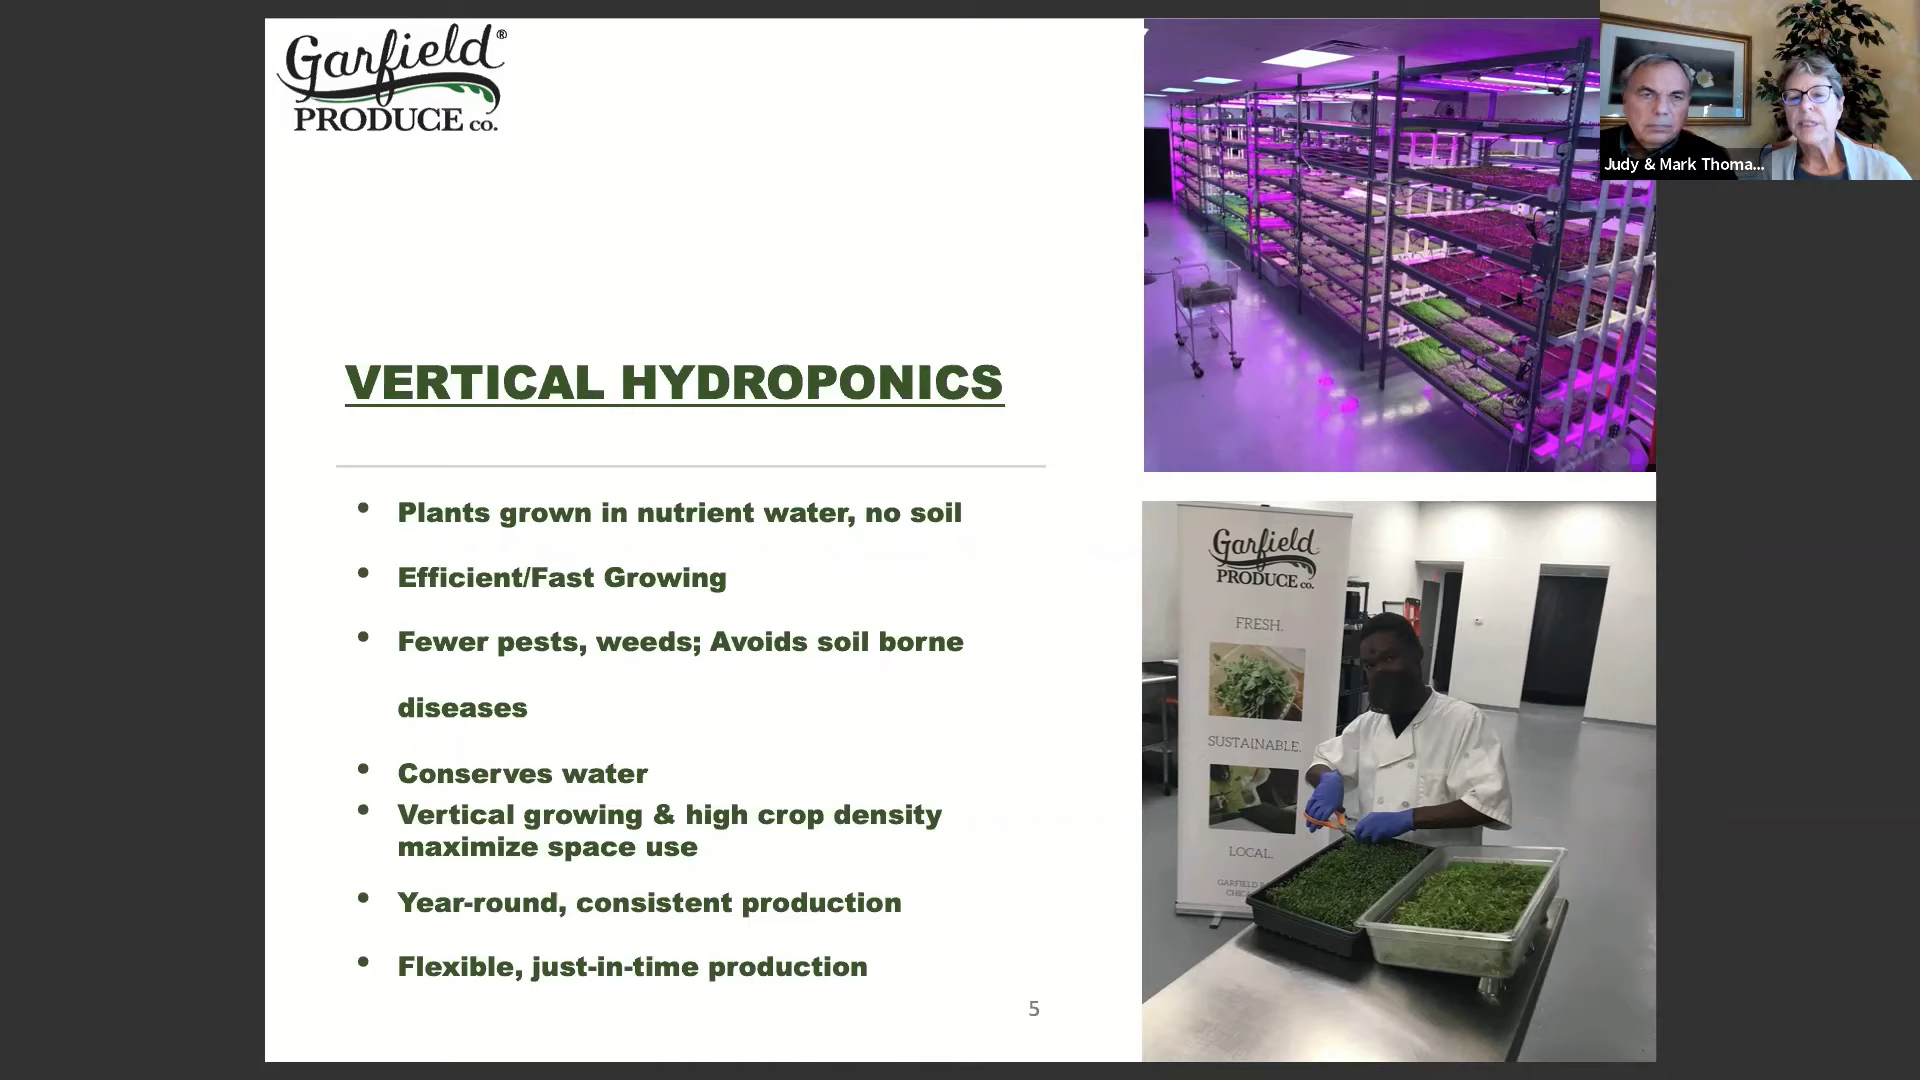 Garfield®
PRODUCE co.
VERTICAL HYDROPONICS
• Plants grown in nutrient water, no soil
• Efficient/Fast Growing
• Fewer pests, weeds; Avoids soil borne
diseases
• Conserves water
• Vertical growing & high crop density
maximize space use
• Year-round, consistent production
• Flexible, just-in-time production
5
Judy & Mark Thoma...
Garfield
PRODUCE co.
FRESH.
SUSTAINABLE.
LOCAL.